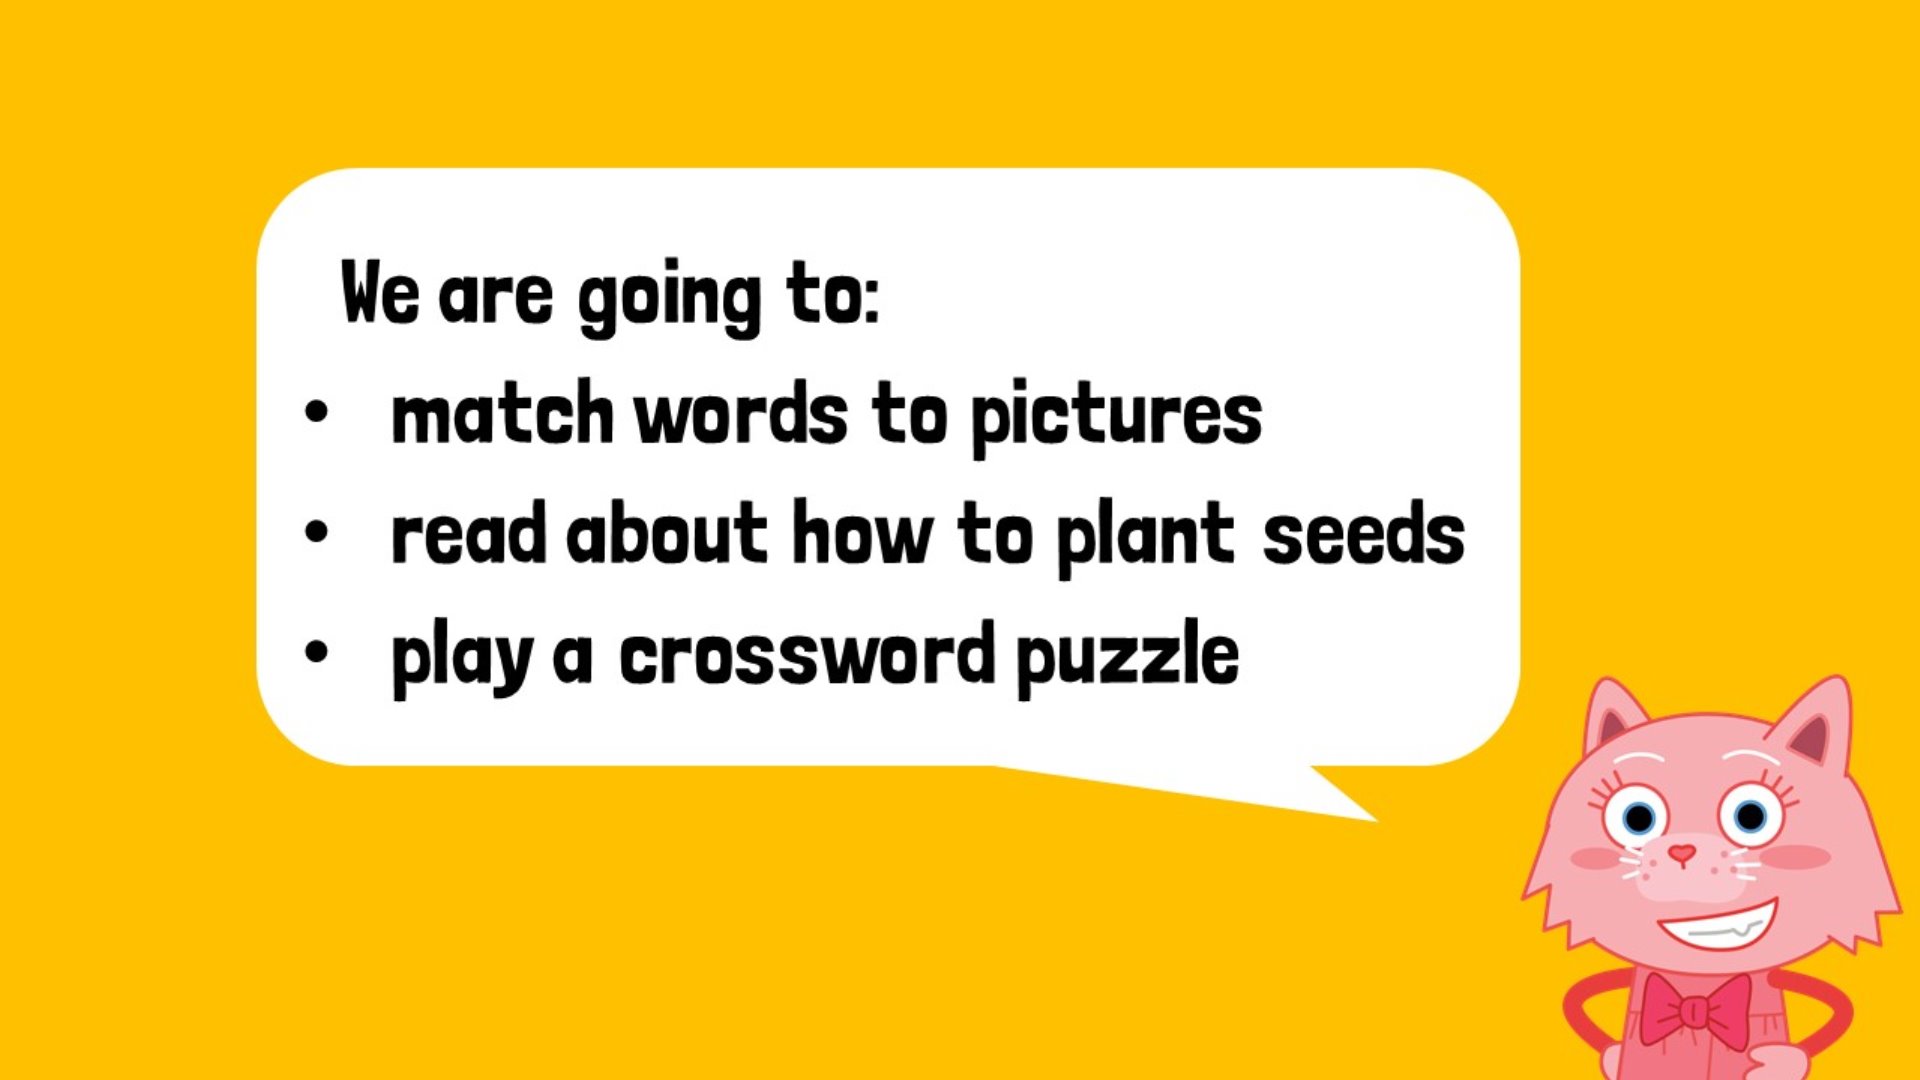 We are going to:
• match words to pictures
• read about how to plant seeds
• play a crossword puzzle